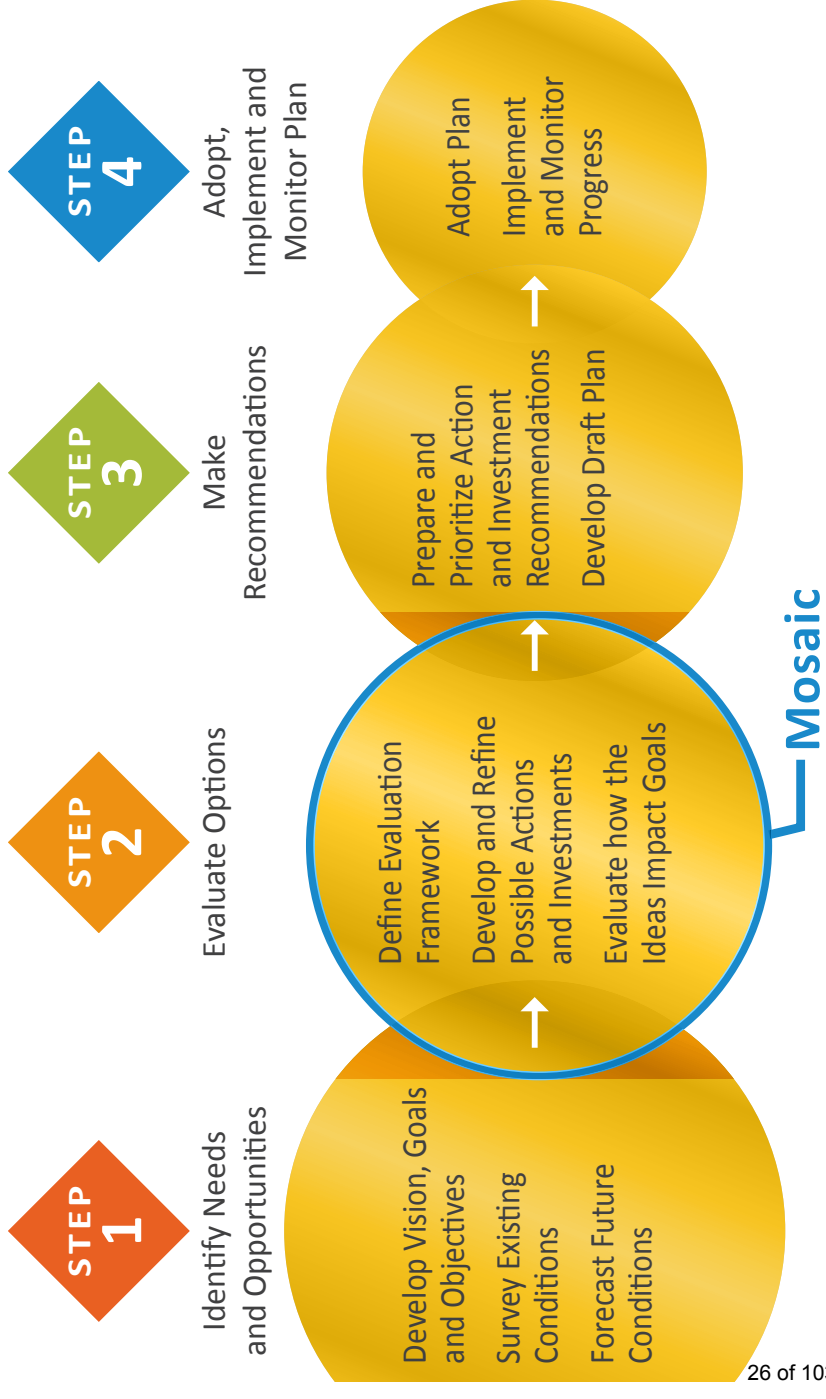 STEP
1
Identify Needs
and Opportunities
Develop Vision, Goals
and Objectives
Survey Existing
Conditions
Forecast Future
Conditions
STEP
2
Evaluate Options
Define Evaluation
Framework
Develop and Refine
Possible Actions
and Investments
Evaluate how the
Ideas Impact Goals
Mosaic
STEP
3
Make
Recommendations
Prepare and
Prioritize Action
and Investment
Recommendations
Develop Draft Plan
STEP
4
Adopt,
Implement and
Monitor Plan
Adopt Plan
Implement
and Monitor
Progress
26 of 10